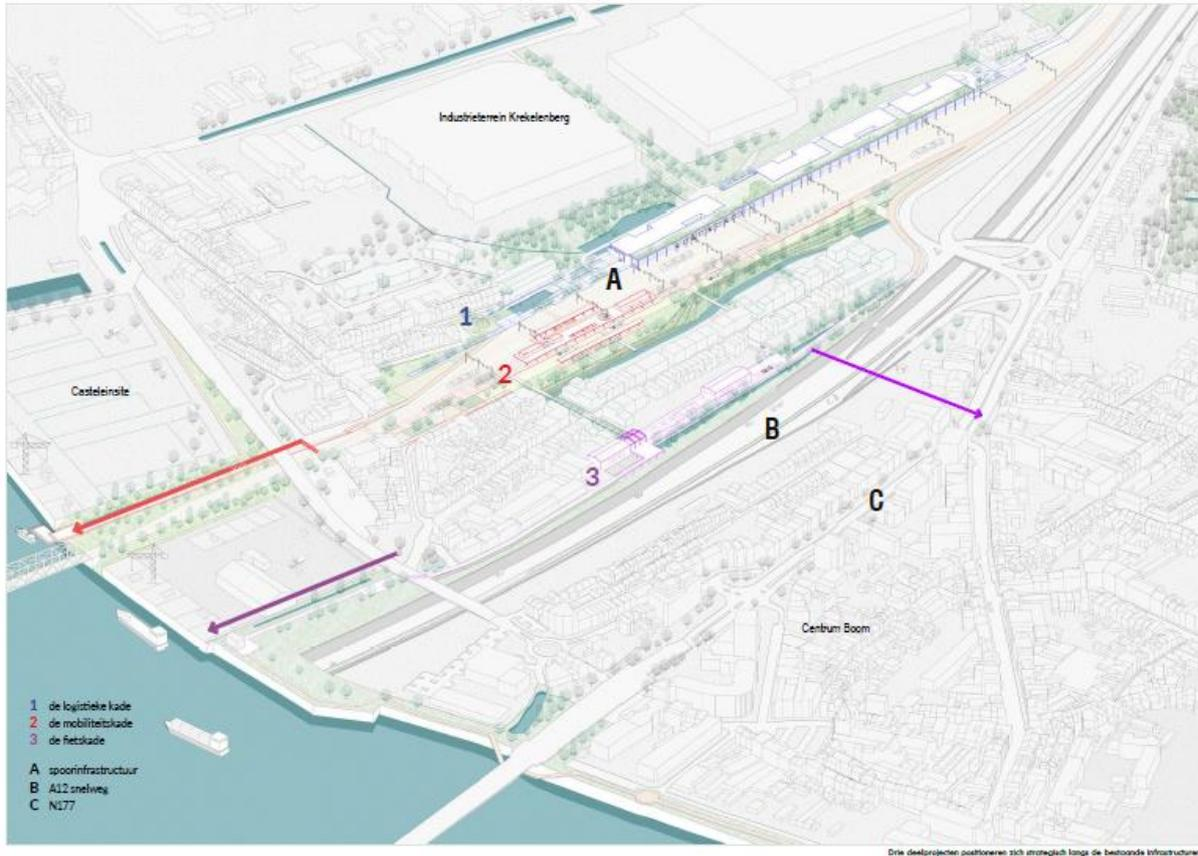 Industrieterrein Krekelenberg
A
1
Casteleinsite
2
B
3
C
Centrum Boom
1 de logistieke kade
2 de mobiliteitskade
3 de fietskade
A spoorinfrastructuur
B A12 snelweg
C N177
Drie deelprojecten positioneren zich strategisch langs de bestaande infrastructuren